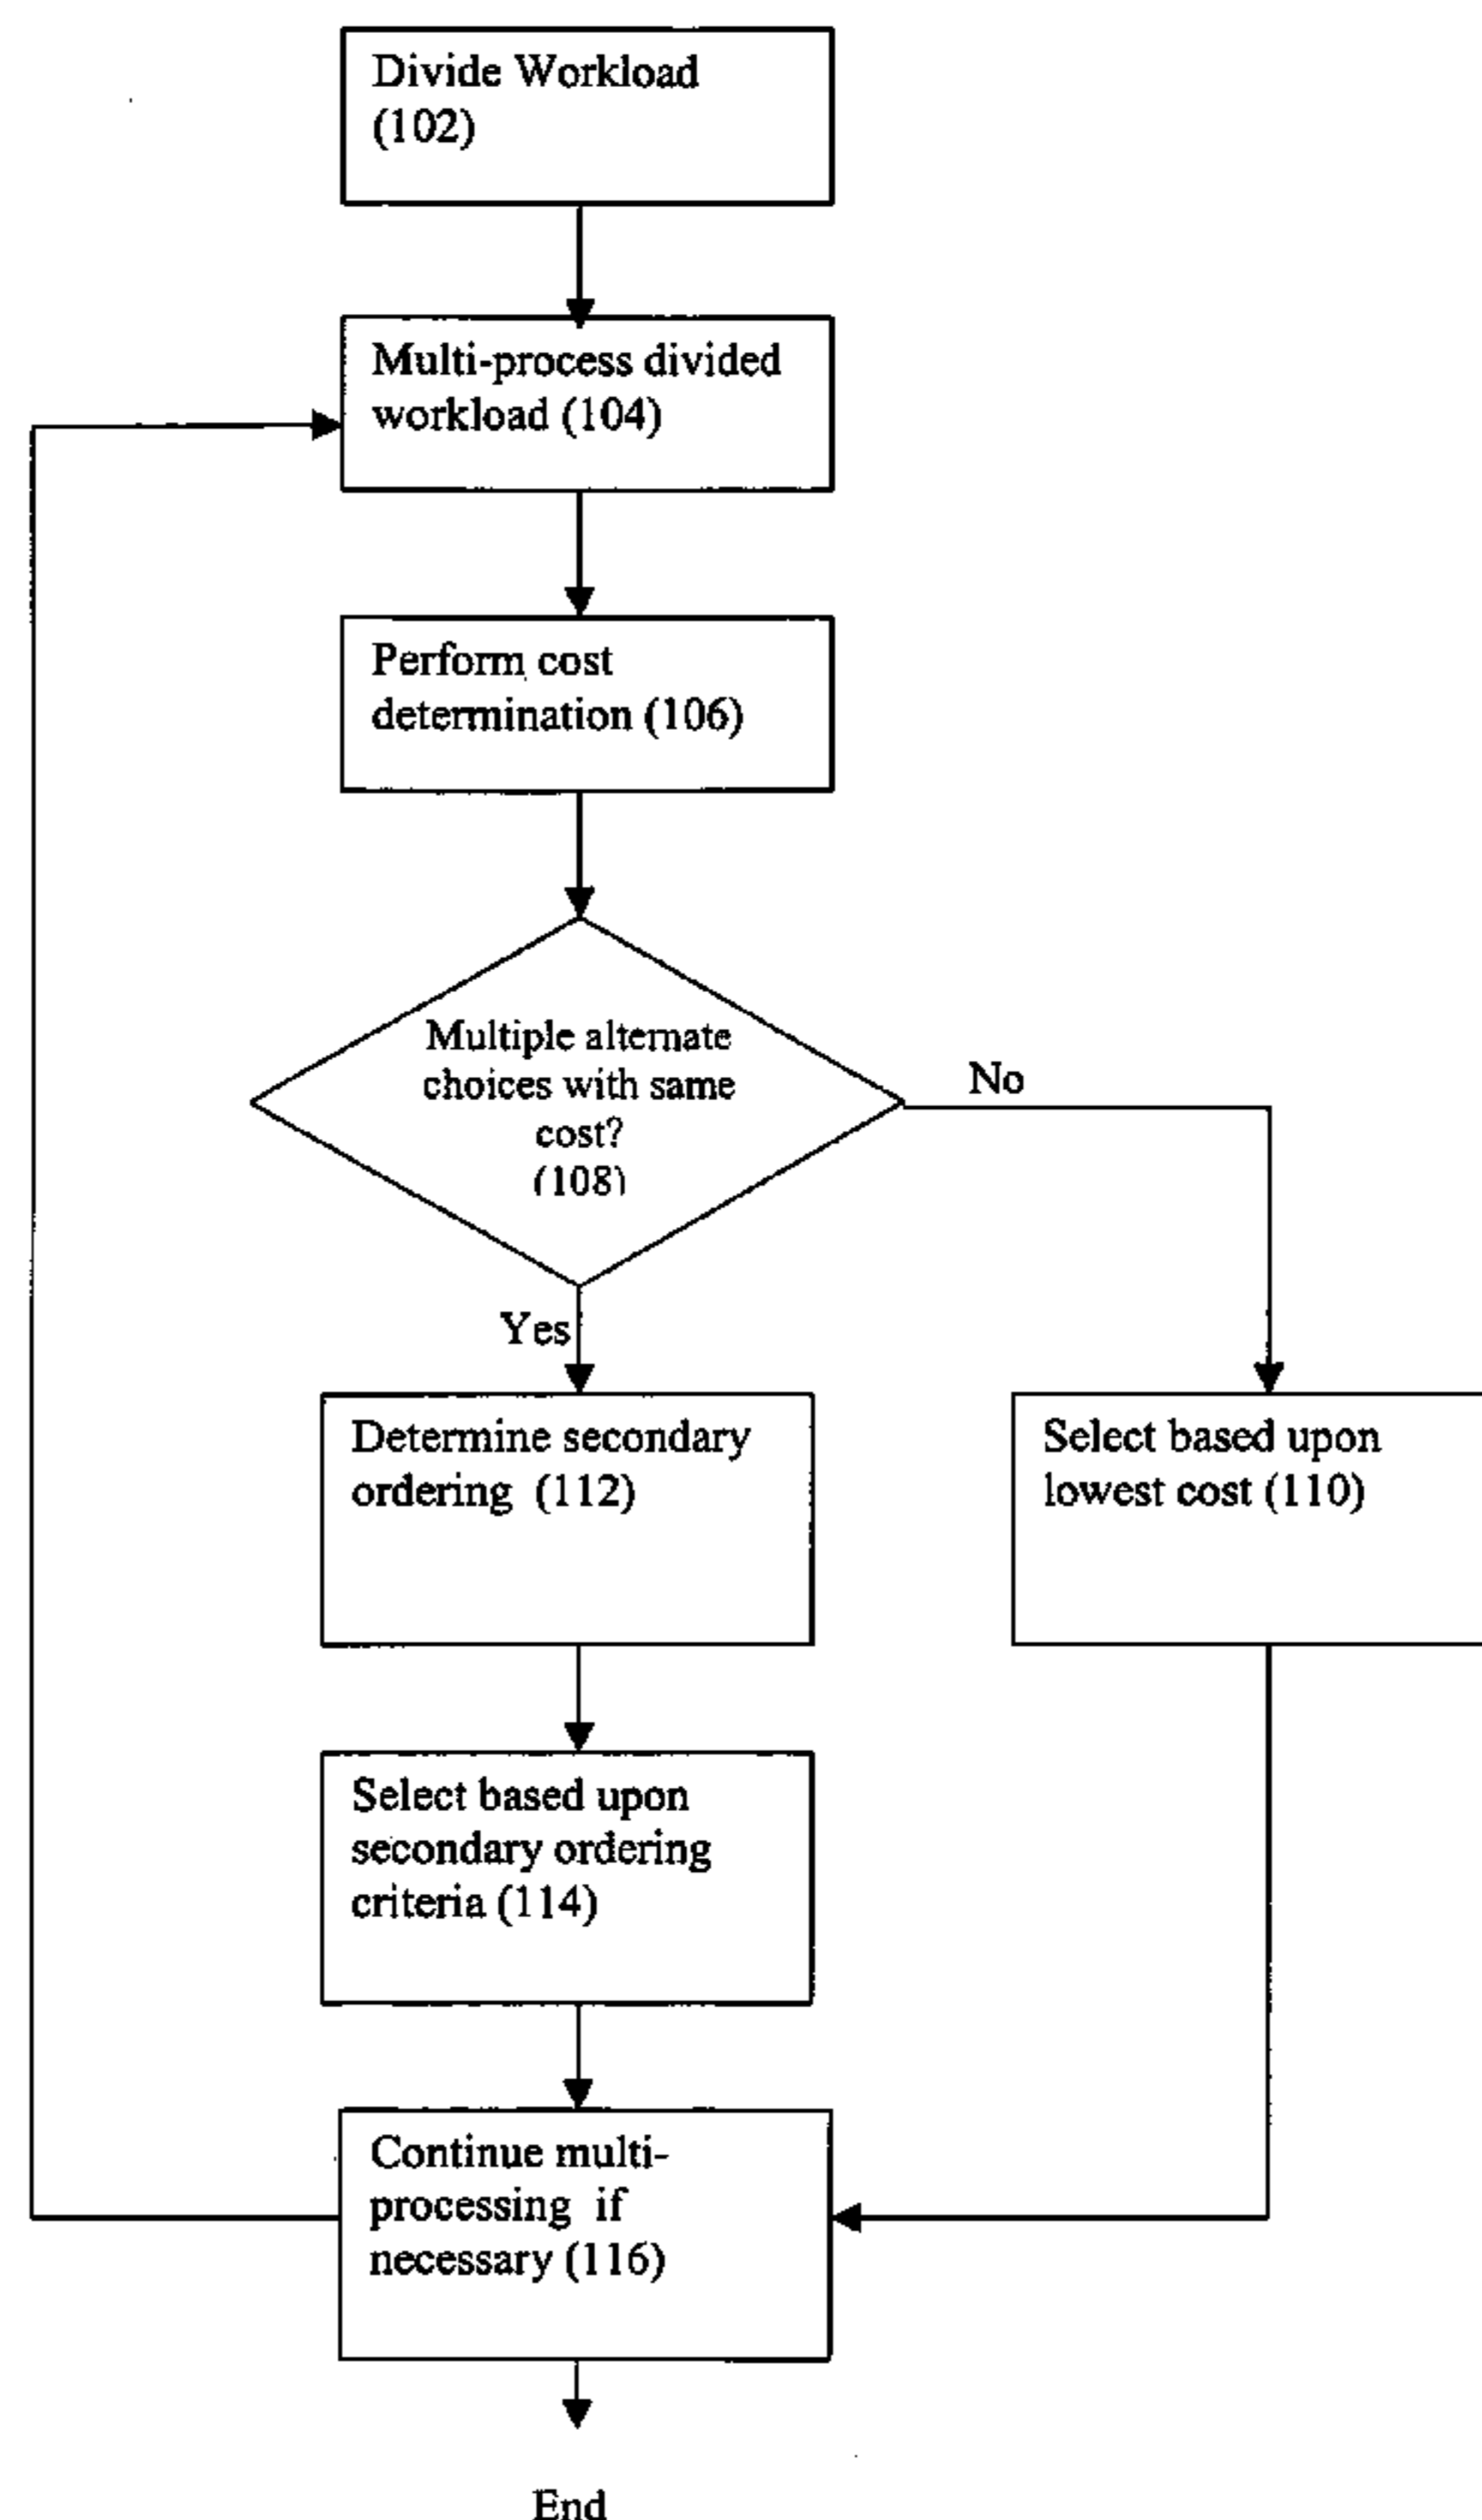 Divide Workload
(102)
Multi-process divided
workload (104)
Perform cost
determination (106)
Multiple alternate
choices with same
cost?
(108)
No
Yes
Determine secondary
ordering (112)
Select based upon
lowest cost (110)
Select based upon
secondary ordering
criteria (114)
Continue multi-
processing if
necessary (116)
End